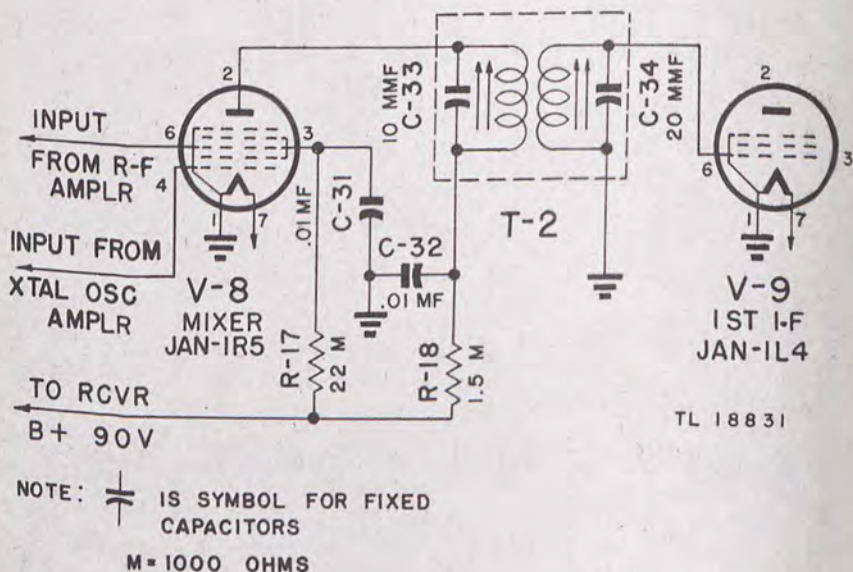 2
INPUT
6
3
FROM R-F
AMPLR
4
1
7
INPUT FROM
XTAL OSC
AMPLR
V-8
MIXER
JAN-1R5
.01 MF
C-31
C-32
.01 MF
R-17
22 M
R-18
1.5 M
10 MMF
C-33
C-34
20 MMF
T-2
2
6
3
1
7
V-9
1ST I-F
JAN-1L4
TO RCVR
B+ 90V
TL 18831
NOTE: IS SYMBOL FOR FIXED
CAPACITORS
M=1000 OHMS